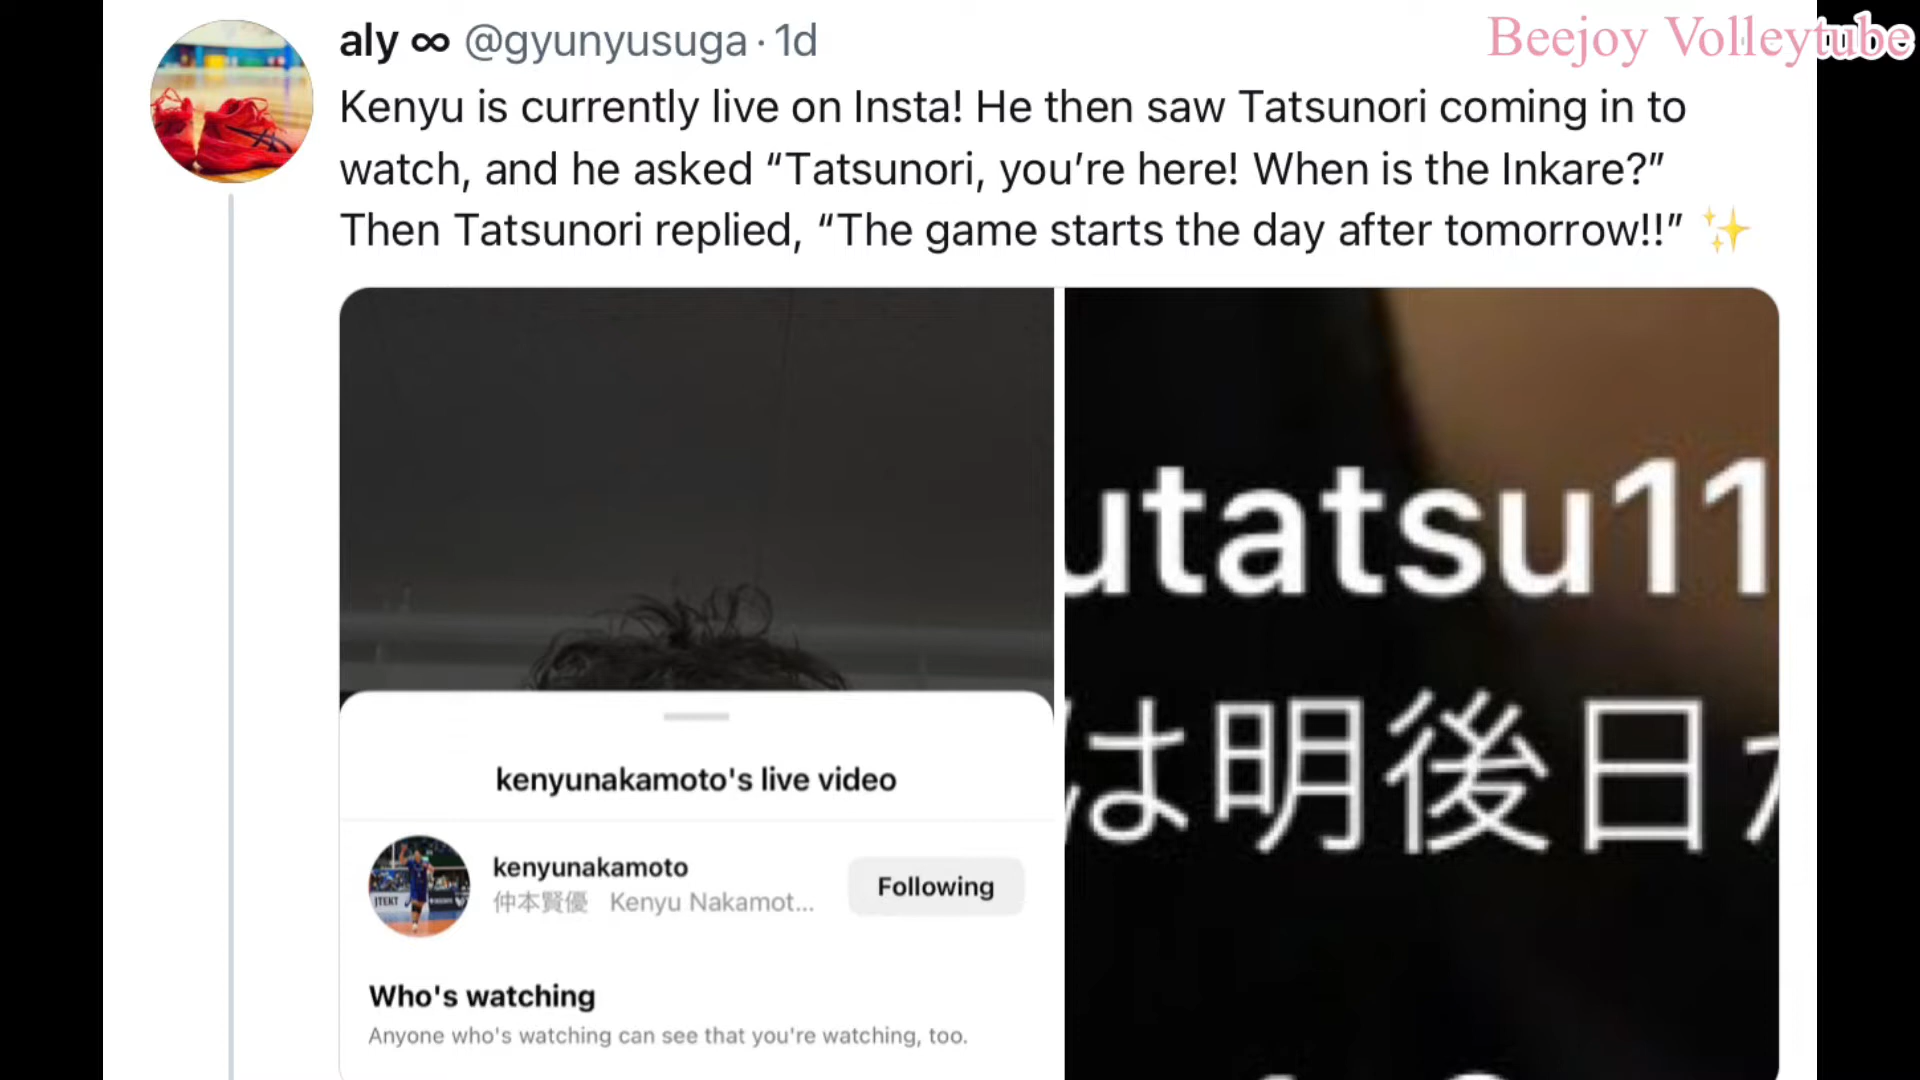 Beejoy Volleytube
aly ∞ @gyunyusuga · 1d
Kenyu is currently live on Insta! He then saw Tatsunori coming in to
watch, and he asked “Tatsunori, you’re here! When is the Inkare?”
Then Tatsunori replied, “The game starts the day after tomorrow!!” ✨
kenyunakamoto's live video
kenyunakamoto
仲本賢優 Kenyu Nakamot...
Following
JTEKT
Who's watching
Anyone who's watching can see that you're watching, too.
utatsu11
は明後日